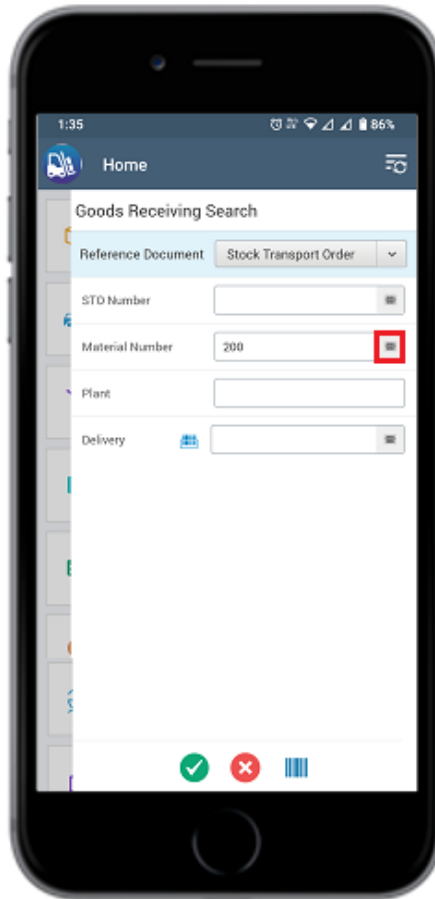 1:35 86%
Home
Goods Receiving Search
Reference Document Stock Transport Order
STO Number
Material Number 200
Plant
Delivery